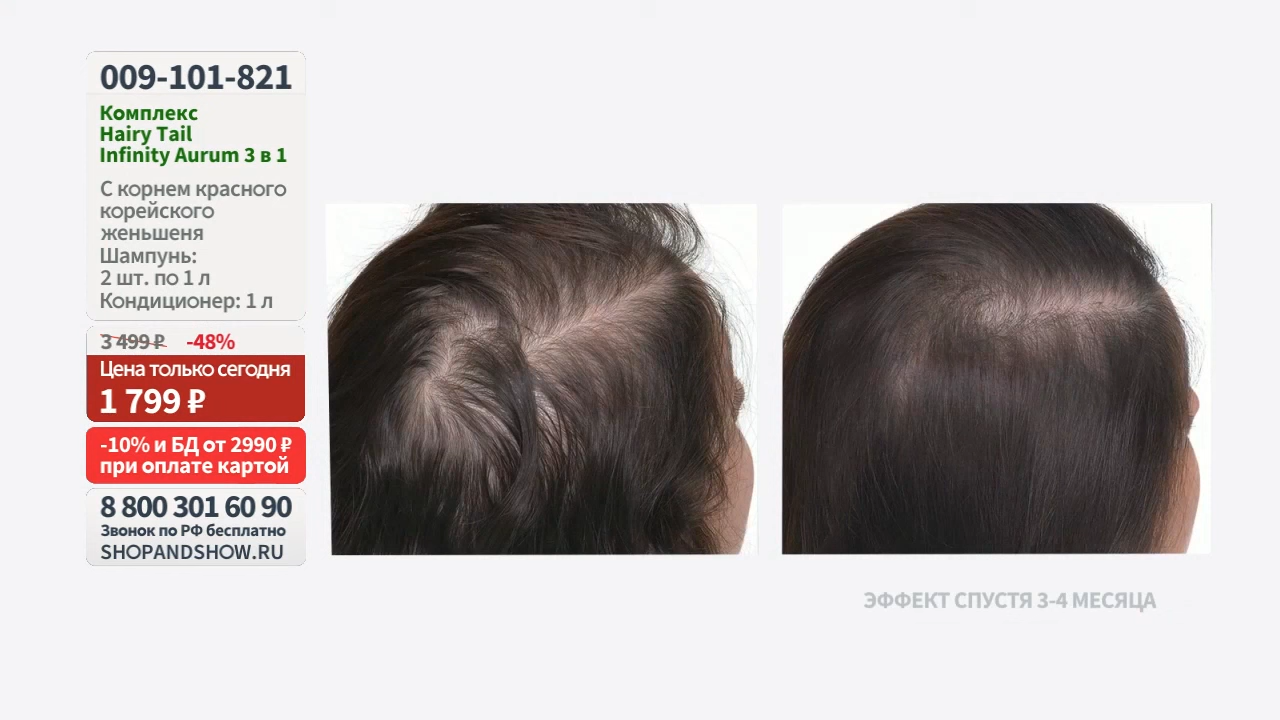 009-101-821
Комплекс
Hairy Tail
Infinity Aurum 3 в 1
С корнем красного
корейского
женьшеня
Шампунь:
2 шт. по 1 л
Кондиционер: 1 л
3 499 ₽ -48%
Цена только сегодня
1 799 ₽
-10% и БД от 2990 ₽
при оплате картой
8 800 301 60 90
Звонок по РФ бесплатно
SHOPANDSHOW.RU
ЭФФЕКТ СПУСТЯ 3-4 МЕСЯЦА